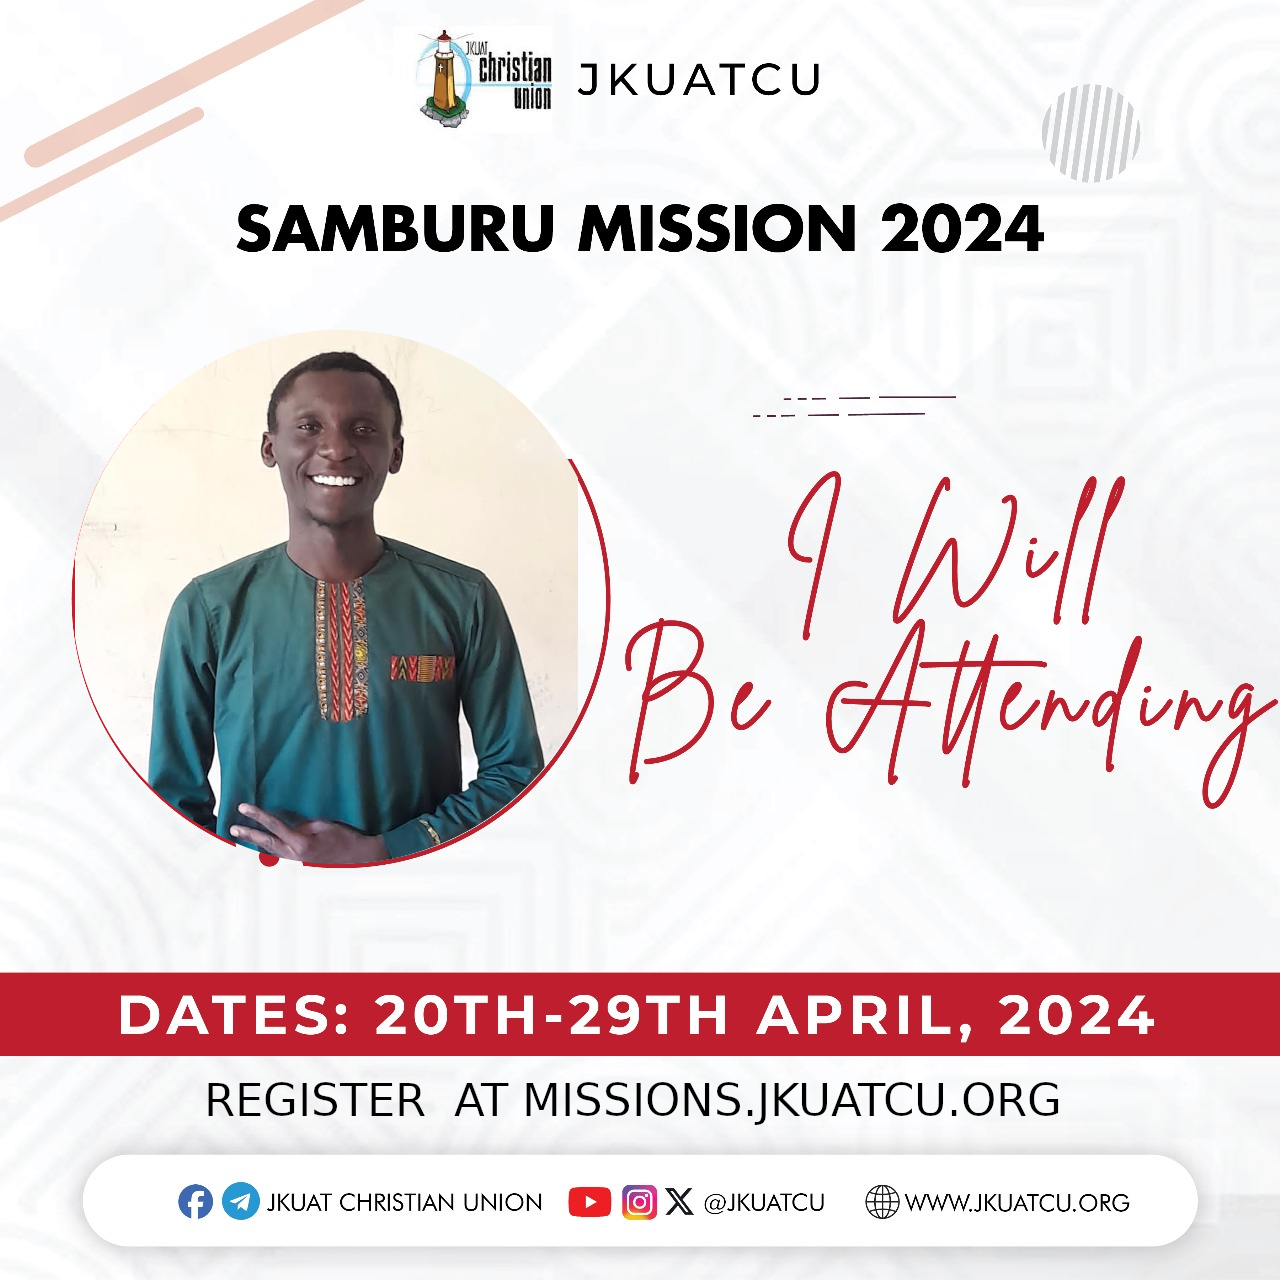 JKUAT
christian
union
JKUATCU
SAMBURU MISSION 2024
I Will
Be Attending
DATES: 20TH-29TH APRIL, 2024
REGISTER  AT MISSIONS.JKUATCU.ORG
JKUAT CHRISTIAN UNION @JKUATCU WWW.JKUATCU.ORG